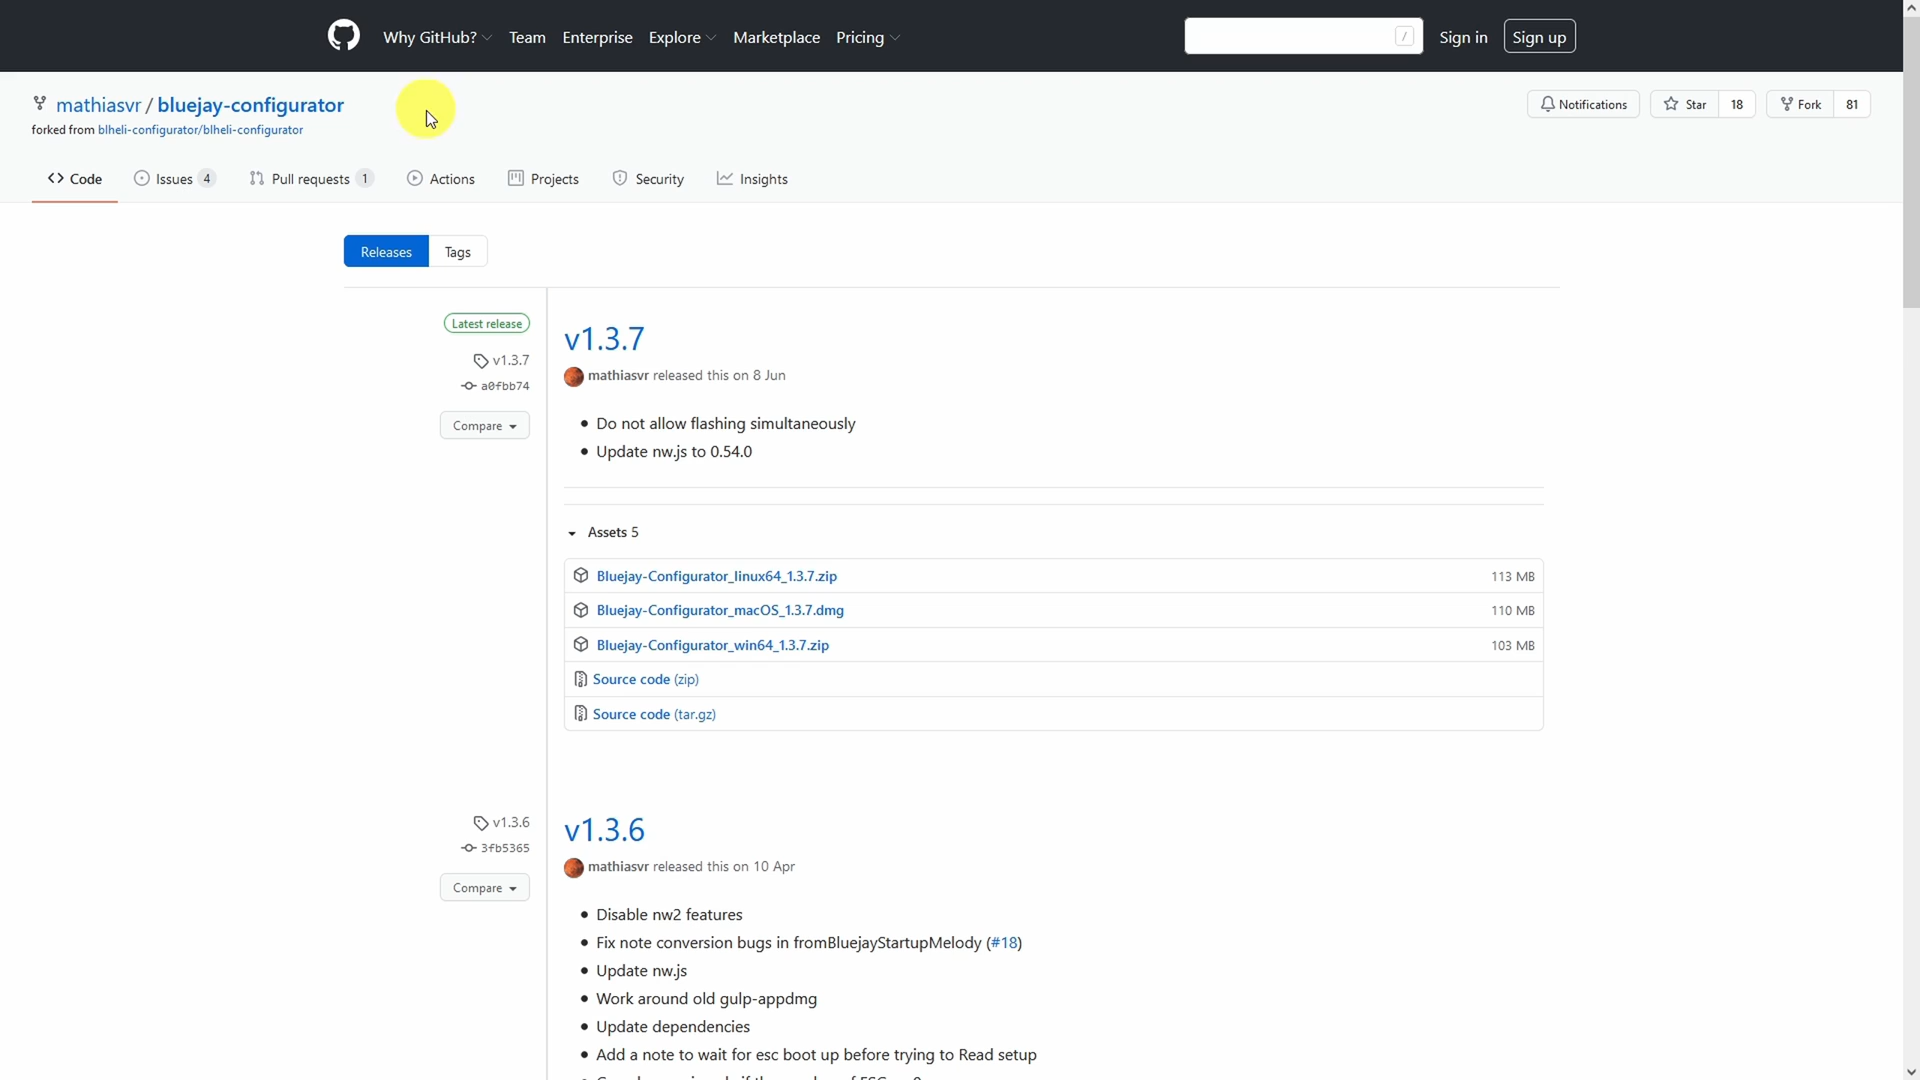 Why GitHub? Team Enterprise Explore Marketplace Pricing / Sign in Sign up
mathiasvr / bluejay-configurator Notifications Star 18 Fork 81
forked from blheli-configurator/blheli-configurator
Code Issues 4 Pull requests 1 Actions Projects Security Insights
Releases Tags
Latest release
v1.3.7
v1.3.7
a0fbb74
Compare
mathiasvr released this on 8 Jun
• Do not allow flashing simultaneously
• Update nw.js to 0.54.0
Assets 5
Bluejay-Configurator_linux64_1.3.7.zip 113 MB
Bluejay-Configurator_macOS_1.3.7.dmg 110 MB
Bluejay-Configurator_win64_1.3.7.zip 103 MB
Source code (zip)
Source code (tar.gz)
v1.3.6
3fb5365
Compare
v1.3.6
mathiasvr released this on 10 Apr
• Disable nw2 features
• Fix note conversion bugs in fromBluejayStartupMelody (#18)
• Update nw.js
• Work around old gulp-appdmg
• Update dependencies
• Add a note to wait for esc boot up before trying to Read setup